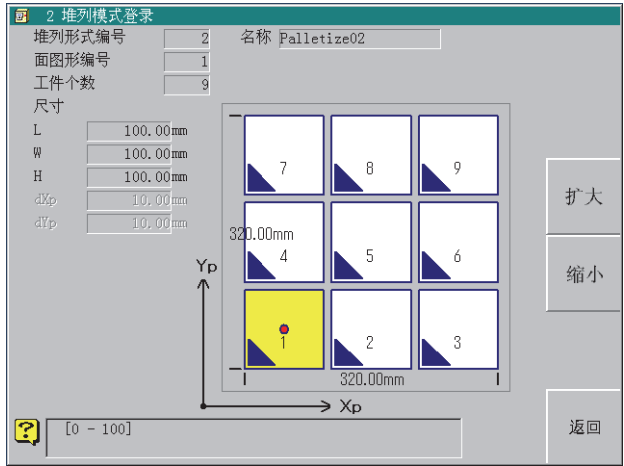 2 堆列模式登录
堆列形式编号 2 名称 Palletize02
面图形编号 1
工件个数 9
尺寸
L 100.00mm
W 100.00mm
H 100.00mm
dXp 10.00mm
dYp 10.00mm
7 8 9
扩大
320.00mm
4 5 6
Yp
缩小
1 2 3
320.00mm
Xp
[0 - 100]
返回